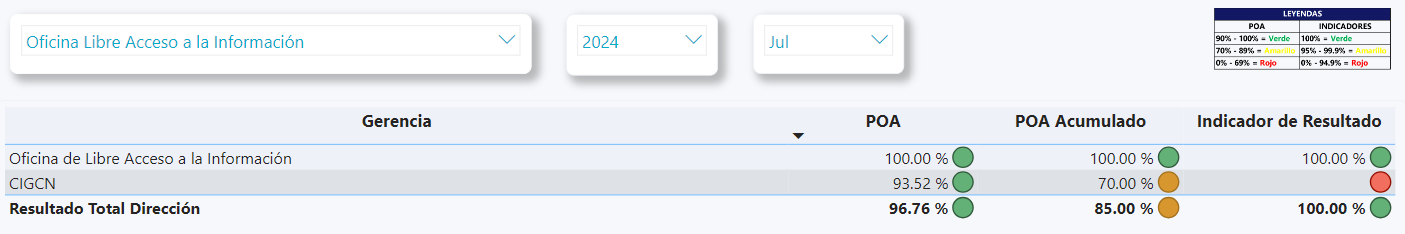 Oficina Libre Acceso a la Información
2024
Jul
LEYENDAS
POA INDICADORES
90% - 100% = Verde 100% = Verde
70% - 89% = Amarillo 95% - 99.9% = Amarillo
0% - 69% = Rojo 0% - 94.9% = Rojo
Gerencia POA POA Acumulado Indicador de Resultado
Oficina de Libre Acceso a la Información 100.00 % 100.00 % 100.00 %
CIGCN 93.52 % 70.00 %
Resultado Total Dirección 96.76 % 85.00 % 100.00 %